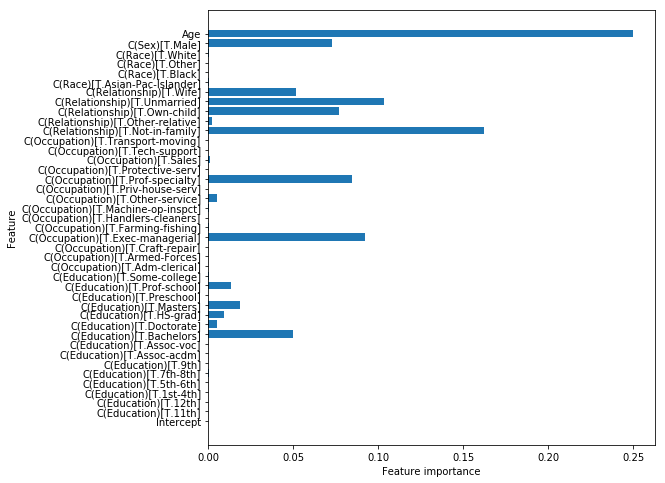 Age
C(Sex)[T.Male]
C(Race)[T.White]
C(Race)[T.Other]
C(Race)[T.Black]
C(Race)[T.Asian-Pac-Islander]
C(Relationship)[T.Wife]
C(Relationship)[T.Unmarried]
C(Relationship)[T.Own-child]
C(Relationship)[T.Other-relative]
C(Relationship)[T.Not-in-family]
C(Occupation)[T.Transport-moving]
C(Occupation)[T.Tech-support]
C(Occupation)[T.Sales]
C(Occupation)[T.Protective-serv]
C(Occupation)[T.Prof-specialty]
C(Occupation)[T.Priv-house-serv]
C(Occupation)[T.Other-service]
C(Occupation)[T.Machine-op-inspct]
C(Occupation)[T.Handlers-cleaners]
C(Occupation)[T.Farming-fishing]
C(Occupation)[T.Exec-managerial]
C(Occupation)[T.Craft-repair]
C(Occupation)[T.Armed-Forces]
C(Occupation)[T.Adm-clerical]
C(Education)[T.Some-college]
C(Education)[T.Prof-school]
C(Education)[T.Preschool]
C(Education)[T.Masters]
C(Education)[T.HS-grad]
C(Education)[T.Doctorate]
C(Education)[T.Bachelors]
C(Education)[T.Assoc-voc]
C(Education)[T.Assoc-acdm]
C(Education)[T.9th]
C(Education)[T.7th-8th]
C(Education)[T.5th-6th]
C(Education)[T.1st-4th]
C(Education)[T.12th]
C(Education)[T.11th]
Intercept
Feature
0.00 0.05 0.10 0.15 0.20 0.25
Feature importance